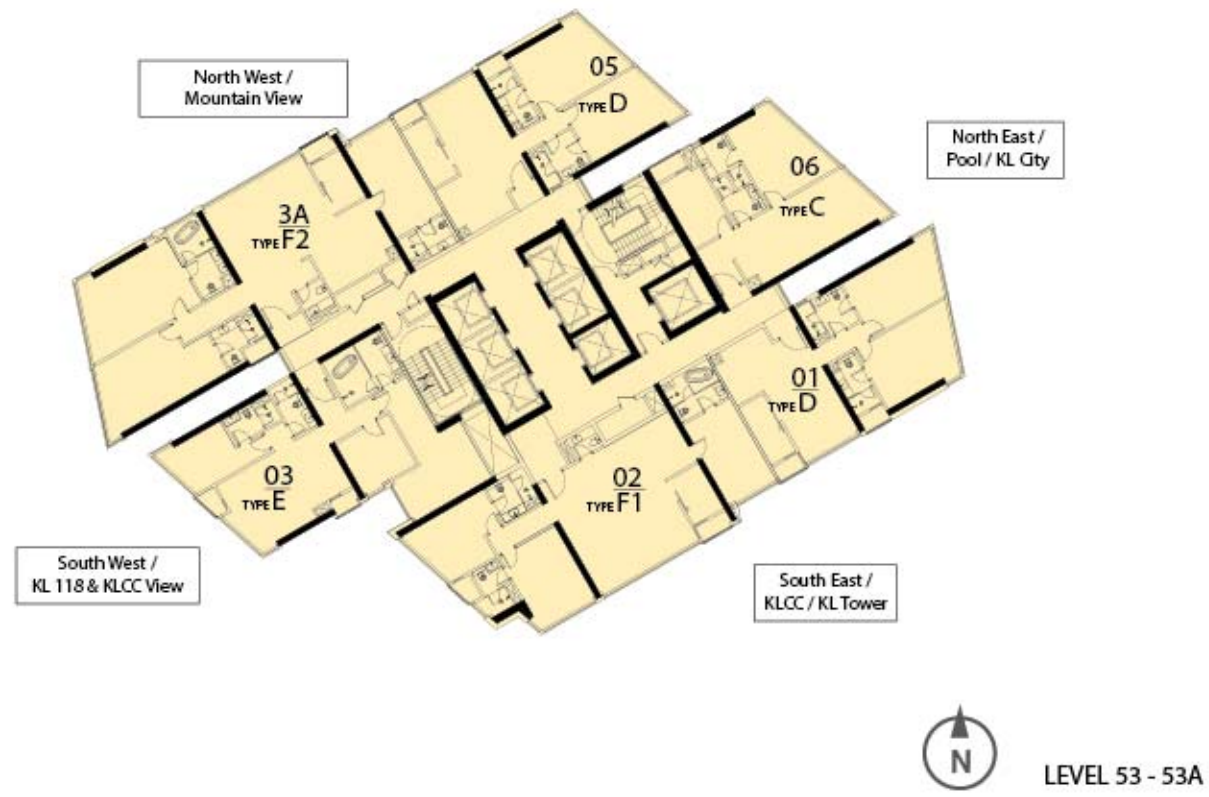 North West /
Mountain View
05
TYPE D
North East /
Pool / KL City
06
TYPE C
3A
TYPE F2
01
TYPE D
03
TYPE E
02
TYPE F1
South West /
KL 118 & KLCC View
South East /
KLCC / KL Tower
N
LEVEL 53 - 53A